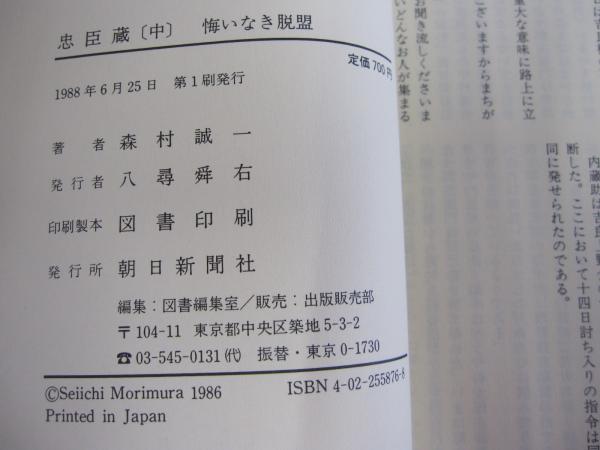 忠臣蔵〔中〕 悔いなき脱盟
定価700円
1988年6月25日 第1刷発行
著者 森村誠一
発行者 八尋舜右
印刷製本 図書印刷
発行所 朝日新聞社
編集:図書編集室/販売:出版販売部
〒104-11 東京都中央区築地5-3-2
☎03-545-0131(代) 振替・東京0-1730
©Seiichi Morimura 1986
ISBN4-02-255876-8
Printed in Japan
重大な意味に路上に立
ございますからまちが
お聞き流しくださいま
いどんなお人が集まる
内蔵助は吉良
断した。ここにおいて十四日討ち入りの指令は同
同に発せられたのである。